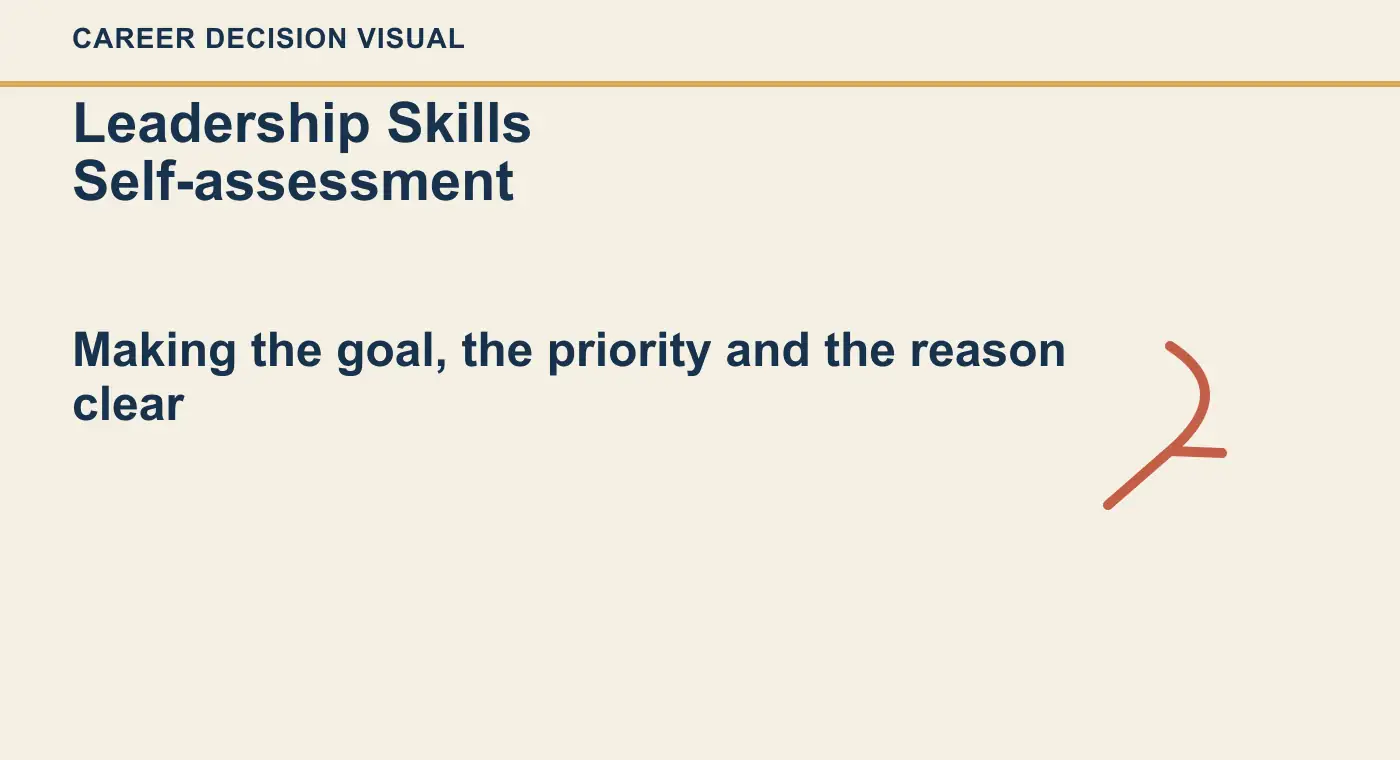 CAREER DECISION VISUAL
Leadership Skills
Self-assessment
Making the goal, the priority and the reason
clear